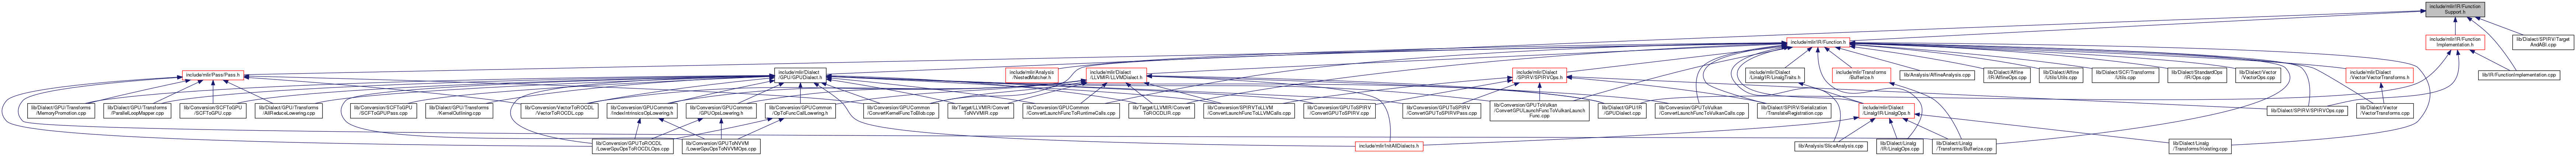 include/mlir/IR/Function
Support.h
include/mlir/IR/Function.h
include/mlir/IR/Function
Implementation.h
lib/Dialect/SPIRV/Target
AndABI.cpp
include/mlir/Pass/Pass.h
include/mlir/Dialect
/GPU/GPUDialect.h
include/mlir/Analysis
/NestedMatcher.h
include/mlir/Dialect
/LLVMIR/LLVMDialect.h
include/mlir/Dialect
/SPIRV/SPIRVOps.h
include/mlir/Dialect
/Linalg/IR/LinalgTraits.h
include/mlir/Transforms
/Bufferize.h
lib/Analysis/AffineAnalysis.cpp
lib/Dialect/Affine
/IR/AffineOps.cpp
lib/Dialect/Affine
/Utils/Utils.cpp
lib/Dialect/SCF/Transforms
/Utils.cpp
lib/Dialect/StandardOps
/IR/Ops.cpp
lib/Dialect/Vector
/VectorOps.cpp
include/mlir/Dialect
/Vector/VectorTransforms.h
lib/IR/FunctionImplementation.cpp
lib/Dialect/GPU/Transforms
/MemoryPromotion.cpp
lib/Dialect/GPU/Transforms
/ParallelLoopMapper.cpp
lib/Conversion/SCFToGPU
/SCFToGPU.cpp
lib/Dialect/GPU/Transforms
/AllReduceLowering.cpp
lib/Conversion/SCFToGPU
/SCFToGPUPass.cpp
lib/Dialect/GPU/Transforms
/KernelOutlining.cpp
lib/Conversion/VectorToROCDL
/VectorToROCDL.cpp
lib/Conversion/GPUCommon
/IndexIntrinsicsOpLowering.h
lib/Conversion/GPUCommon
/GPUOpsLowering.h
lib/Conversion/GPUCommon
/OpToFuncCallLowering.h
lib/Conversion/GPUCommon
/ConvertKernelFuncToBlob.cpp
lib/Target/LLVMIR/Convert
ToNVVMIR.cpp
lib/Conversion/GPUCommon
/ConvertLaunchFuncToRuntimeCalls.cpp
lib/Target/LLVMIR/Convert
ToROCDLIR.cpp
lib/Conversion/SPIRVToLLVM
/ConvertLaunchFuncToLLVMCalls.cpp
lib/Conversion/GPUToSPIRV
/ConvertGPUToSPIRV.cpp
lib/Conversion/GPUToSPIRV
/ConvertGPUToSPIRVPass.cpp
lib/Conversion/GPUToVulkan
/ConvertGPULaunchFuncToVulkanLaunch
Func.cpp
lib/Dialect/GPU/IR
/GPUDialect.cpp
lib/Conversion/GPUToVulkan
/ConvertLaunchFuncToVulkanCalls.cpp
lib/Dialect/SPIRV/Serialization
/TranslateRegistration.cpp
include/mlir/Dialect
/Linalg/IR/LinalgOps.h
lib/Dialect/SPIRV/SPIRVOps.cpp
lib/Dialect/Vector
/VectorTransforms.cpp
lib/Conversion/GPUToROCDL
/LowerGpuOpsToROCDLOps.cpp
lib/Conversion/GPUToNVVM
/LowerGpuOpsToNVVMOps.cpp
include/mlir/InitAllDialects.h
lib/Analysis/SliceAnalysis.cpp
lib/Dialect/Linalg
/IR/LinalgOps.cpp
lib/Dialect/Linalg
/Transforms/Bufferize.cpp
lib/Dialect/Linalg
/Transforms/Hoisting.cpp